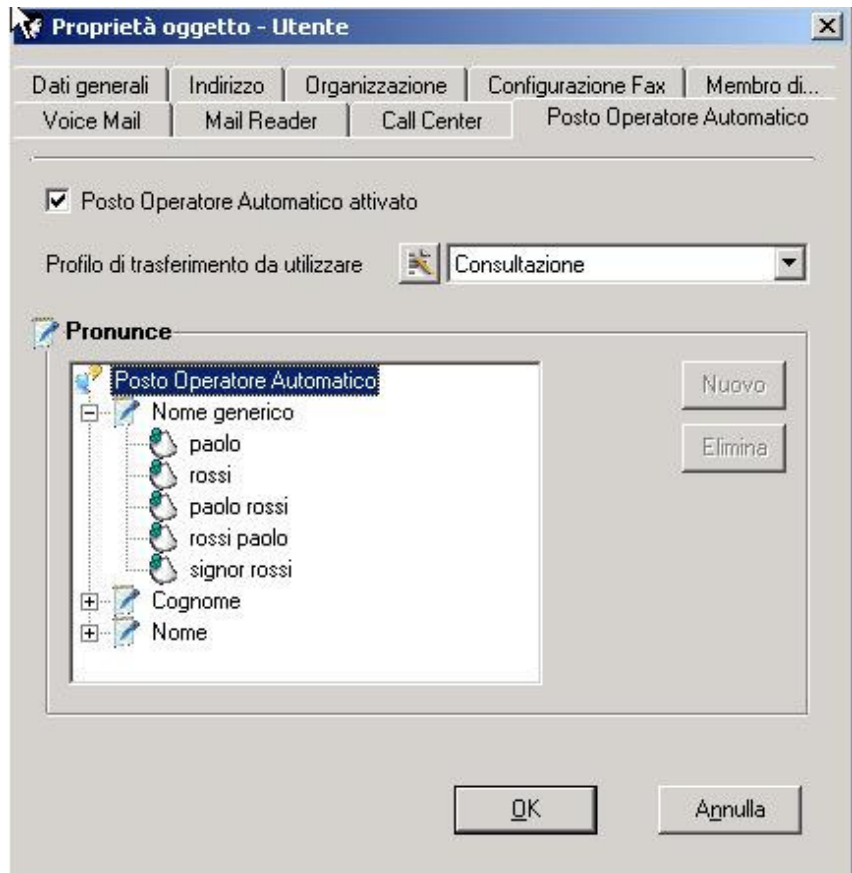 Proprietà oggetto - Utente
Dati generali Indirizzo Organizzazione Configurazione Fax Membro di...
Voice Mail Mail Reader Call Center Posto Operatore Automatico
Posto Operatore Automatico attivato
Profilo di trasferimento da utilizzare Consultazione
Pronunce
Posto Operatore Automatico
Nuovo
Nome generico
paolo
Elimina
rossi
paolo rossi
rossi paolo
signor rossi
Cognome
Nome
OK Annulla